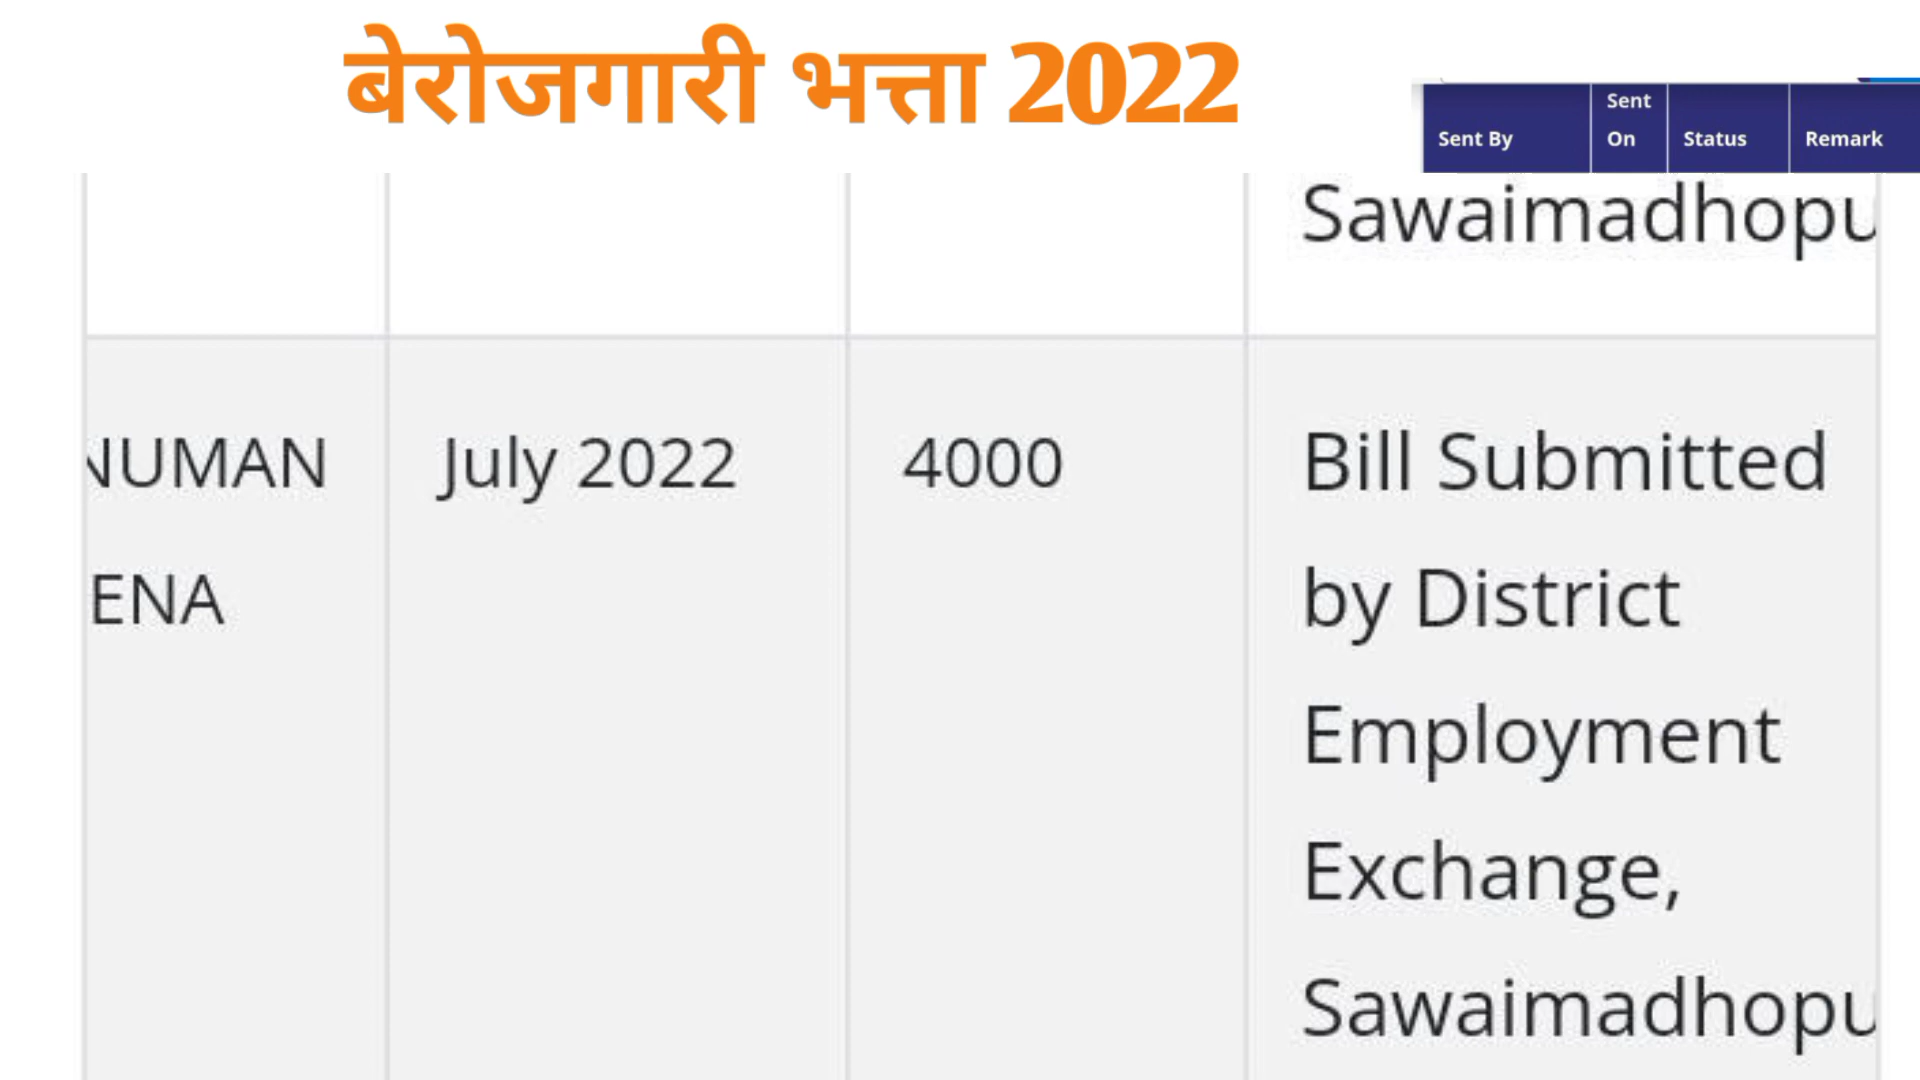 बेरोजगारी भत्ता 2022
Sent By
Sent
On
Status
Remark
Sawaimadhopu
NUMAN
ENA
July 2022
4000
Bill Submitted
by District
Employment
Exchange,
Sawaimadhopu